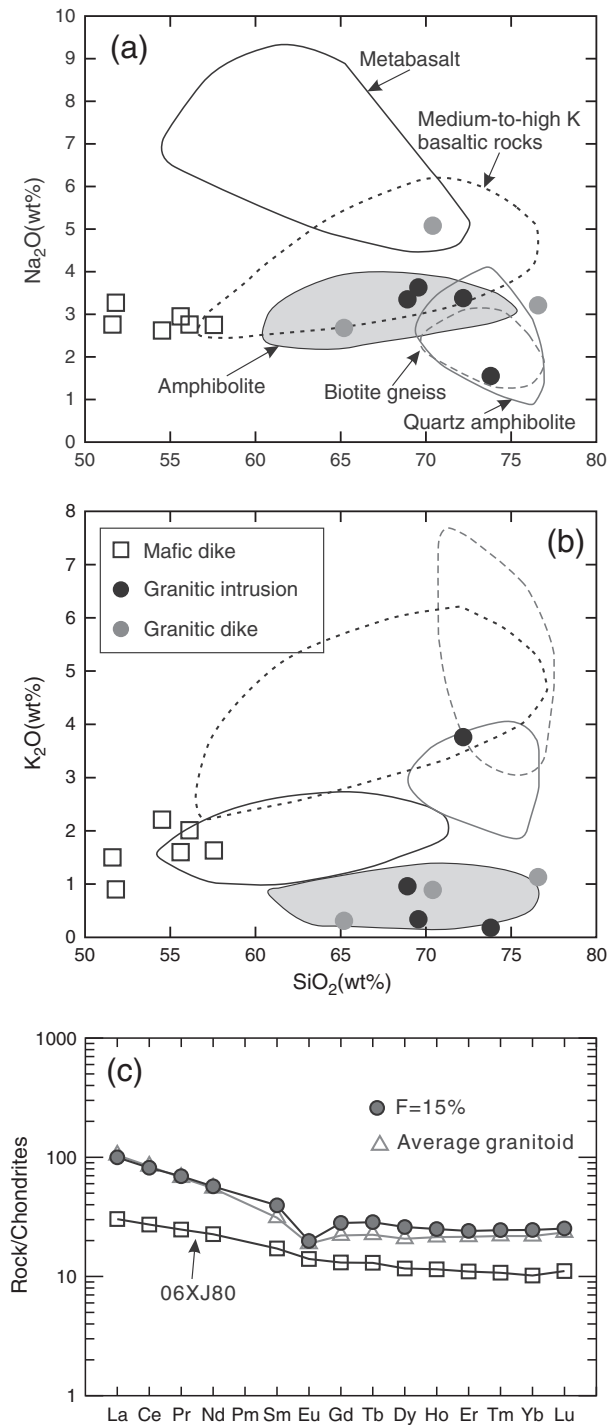 10
(a)
Metabasalt
9
8
Medium-to-high K
basaltic rocks
7
6
Na2O(wt%)
5
4
3
2
Amphibolite
Biotite gneiss
1
Quartz amphibolite
0
50 55 60 65 70 75 80
8
(b)
Mafic dike
7
Granitic intrusion
6
Granitic dike
5
K2O(wt%)
4
3
2
1
0
50 55 60 65 70 75 80
SiO2(wt%)
1000
(c)
F=15%
Average granitoid
100
Rock/Chondrites
06XJ80
10
1
La Ce Pr Nd Pm Sm Eu Gd Tb Dy Ho Er Tm Yb Lu